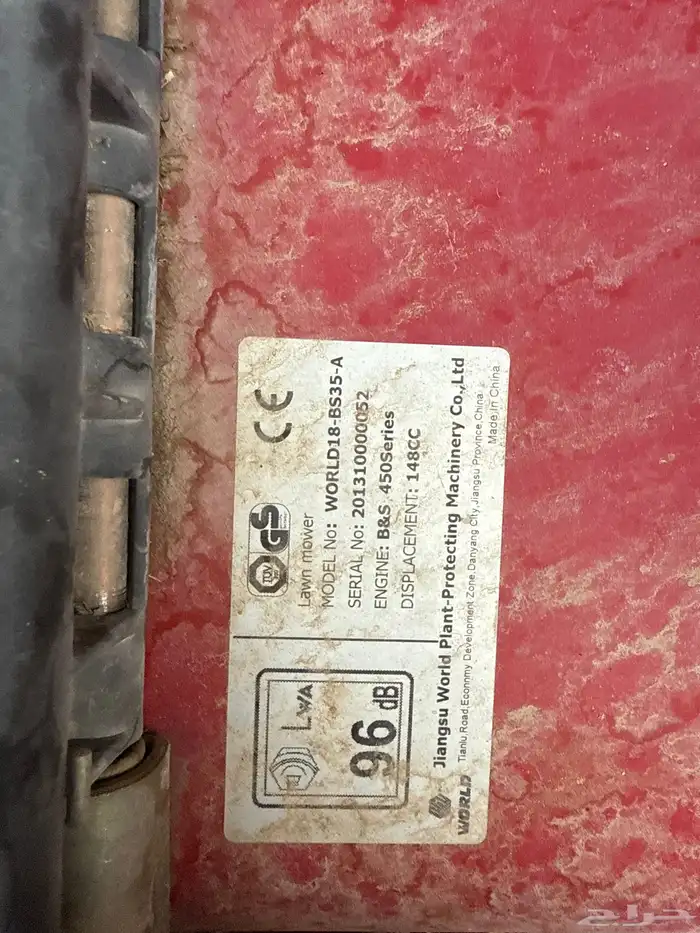 CE
TÜV
GS
Lawn mower
MODEL No: WORLD18-BS35-A
SERIAL No: 201310000052
ENGINE: B&S 450Series
DISPLACEMENT: 148CC
LWA
96 dB
Jiangsu World Plant-Protecting Machinery Co.,Ltd
WORLD Tianlu Road,Econnmy Development Zone,Danyang City,Jiangsu Province,China
Made in China
حراج